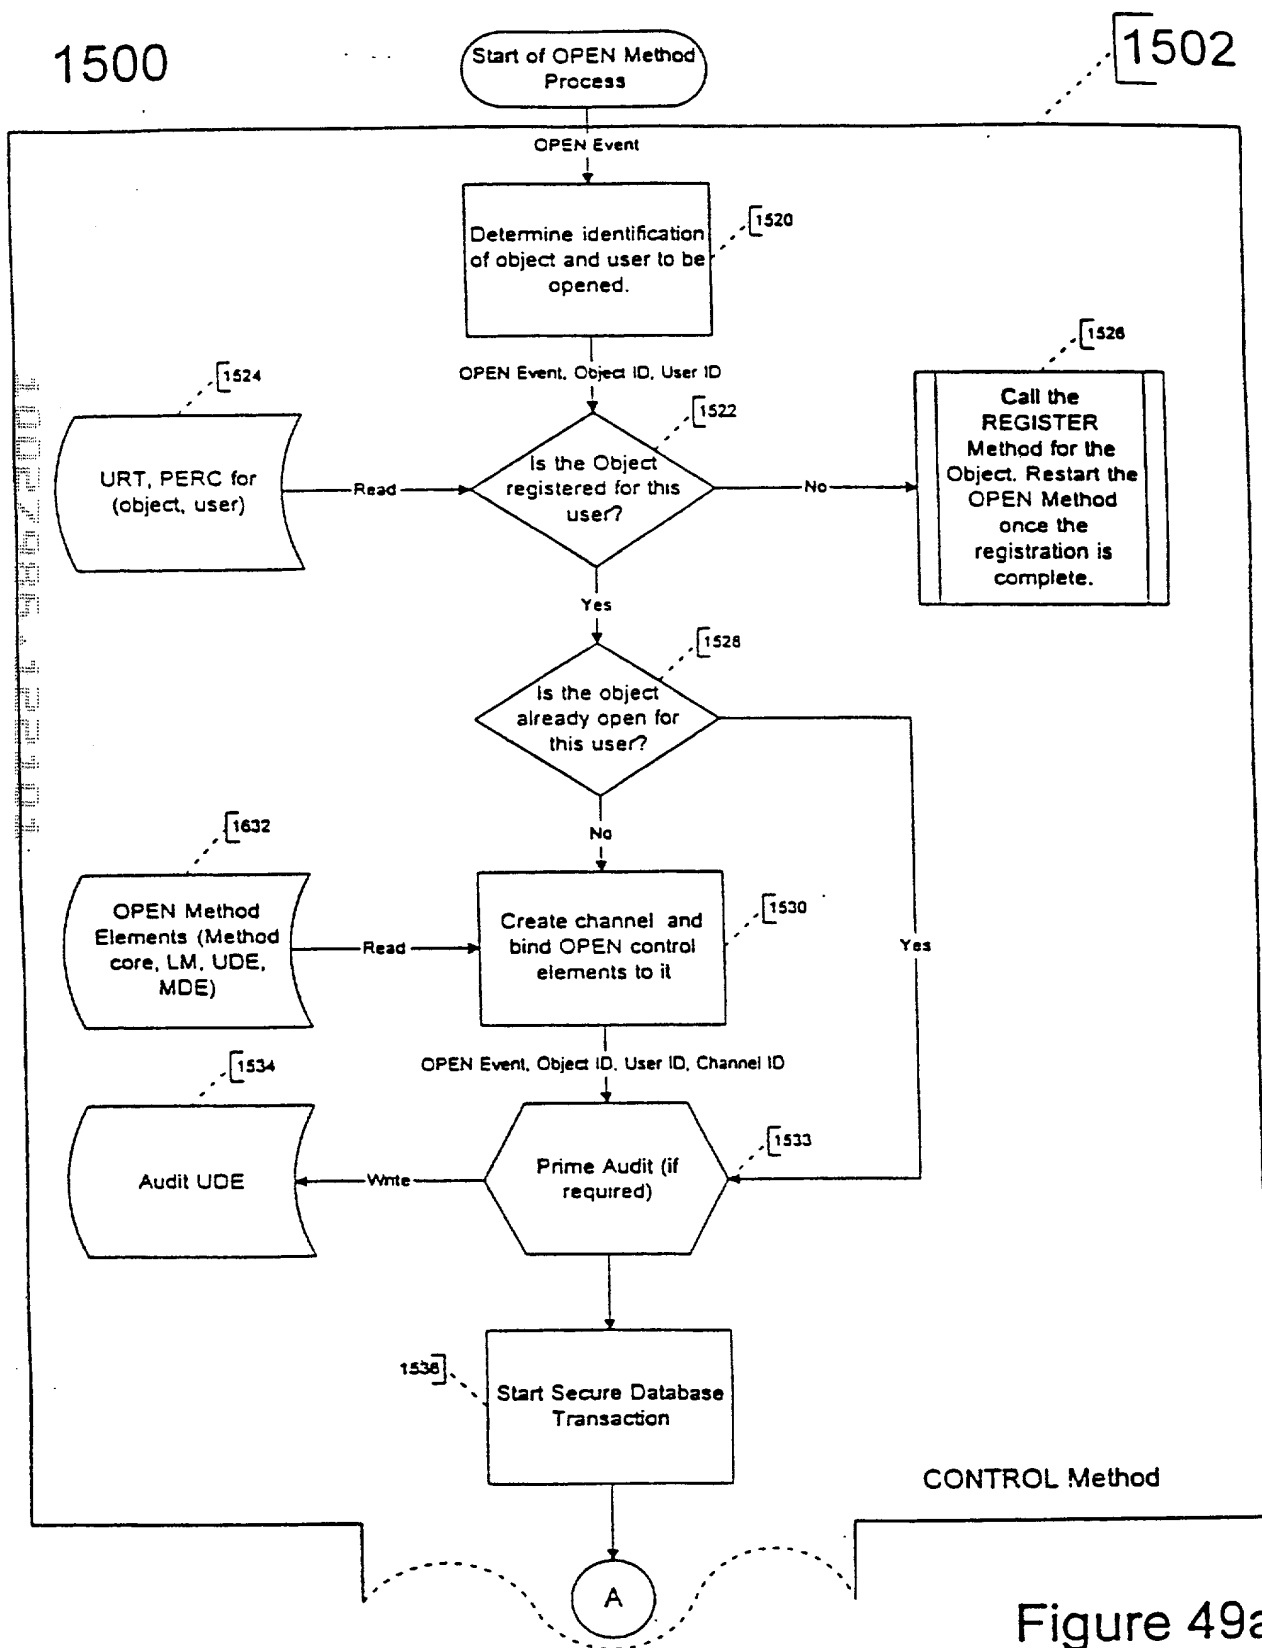 1500
Start of OPEN Method
Process
1502
OPEN Event
Determine identification
of object and user to be
opened.
1520
OPEN Event, Object ID, User ID
1524
URT, PERC for
(object, user)
Read
1522
Is the Object
registered for this
user?
No
1526
Call the
REGISTER
Method for the
Object. Restart the
OPEN Method
once the
registration is
complete.
Yes
1528
Is the object
already open for
this user?
Yes
No
1632
OPEN Method
Elements (Method
core, LM, UDE,
MDE)
Read
Create channel and
bind OPEN control
elements to it
1530
OPEN Event, Object ID, User ID, Channel ID
1534
Audit UDE
Write
Prime Audit (if
required)
1533
1536
Start Secure Database
Transaction
CONTROL Method
A
Figure 49a